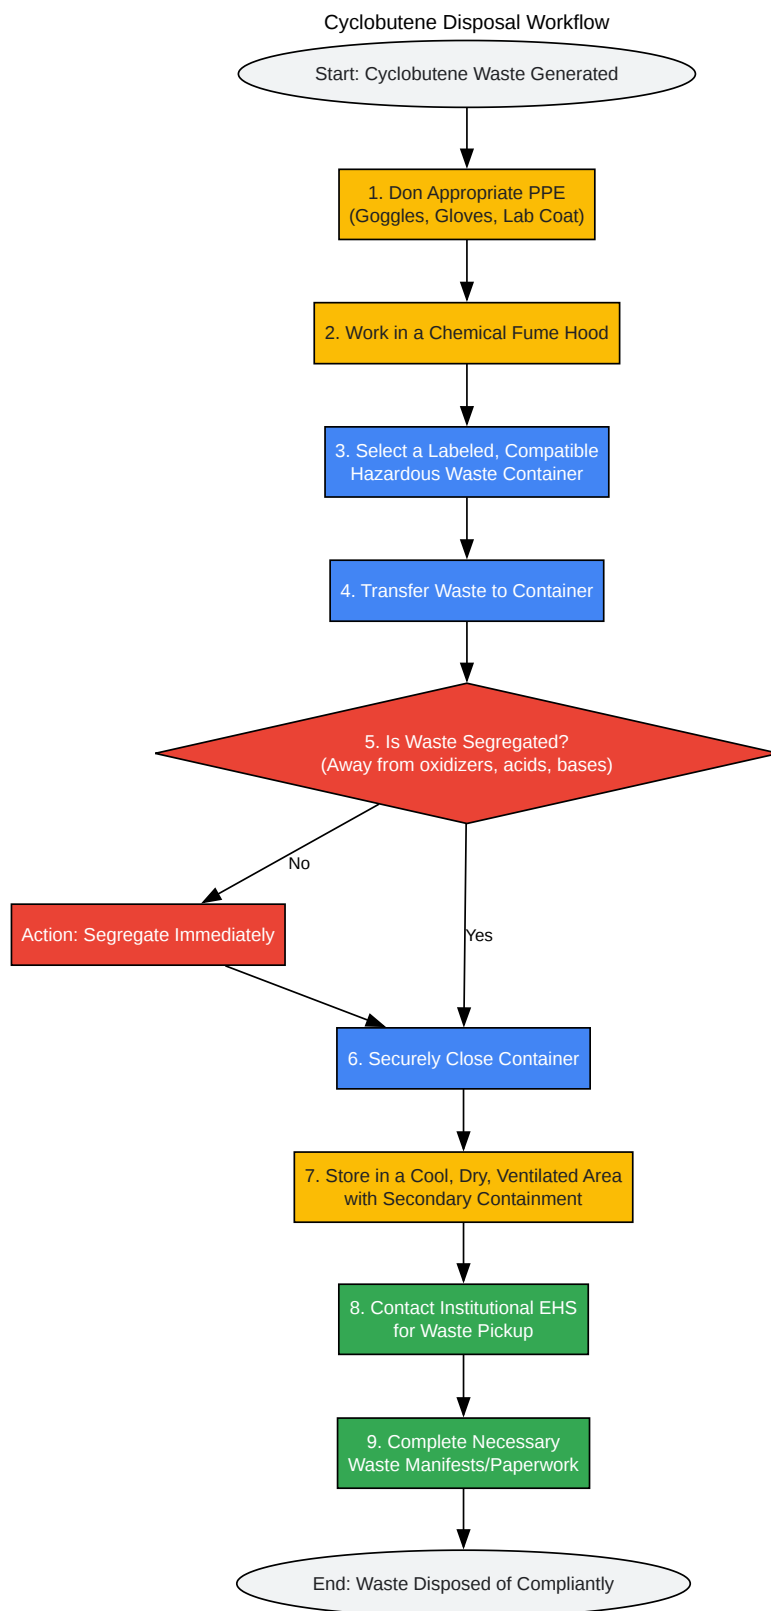 Cyclobutene Disposal Workflow
Start: Cyclobutene Waste Generated
1. Don Appropriate PPE
(Goggles, Gloves, Lab Coat)
2. Work in a Chemical Fume Hood
3. Select a Labeled, Compatible
Hazardous Waste Container
4. Transfer Waste to Container
5. Is Waste Segregated?
(Away from oxidizers, acids, bases)
No
Action: Segregate Immediately
Yes
6. Securely Close Container
7. Store in a Cool, Dry, Ventilated Area
with Secondary Containment
8. Contact Institutional EHS
for Waste Pickup
9. Complete Necessary
Waste Manifests/Paperwork
End: Waste Disposed of Compliantly